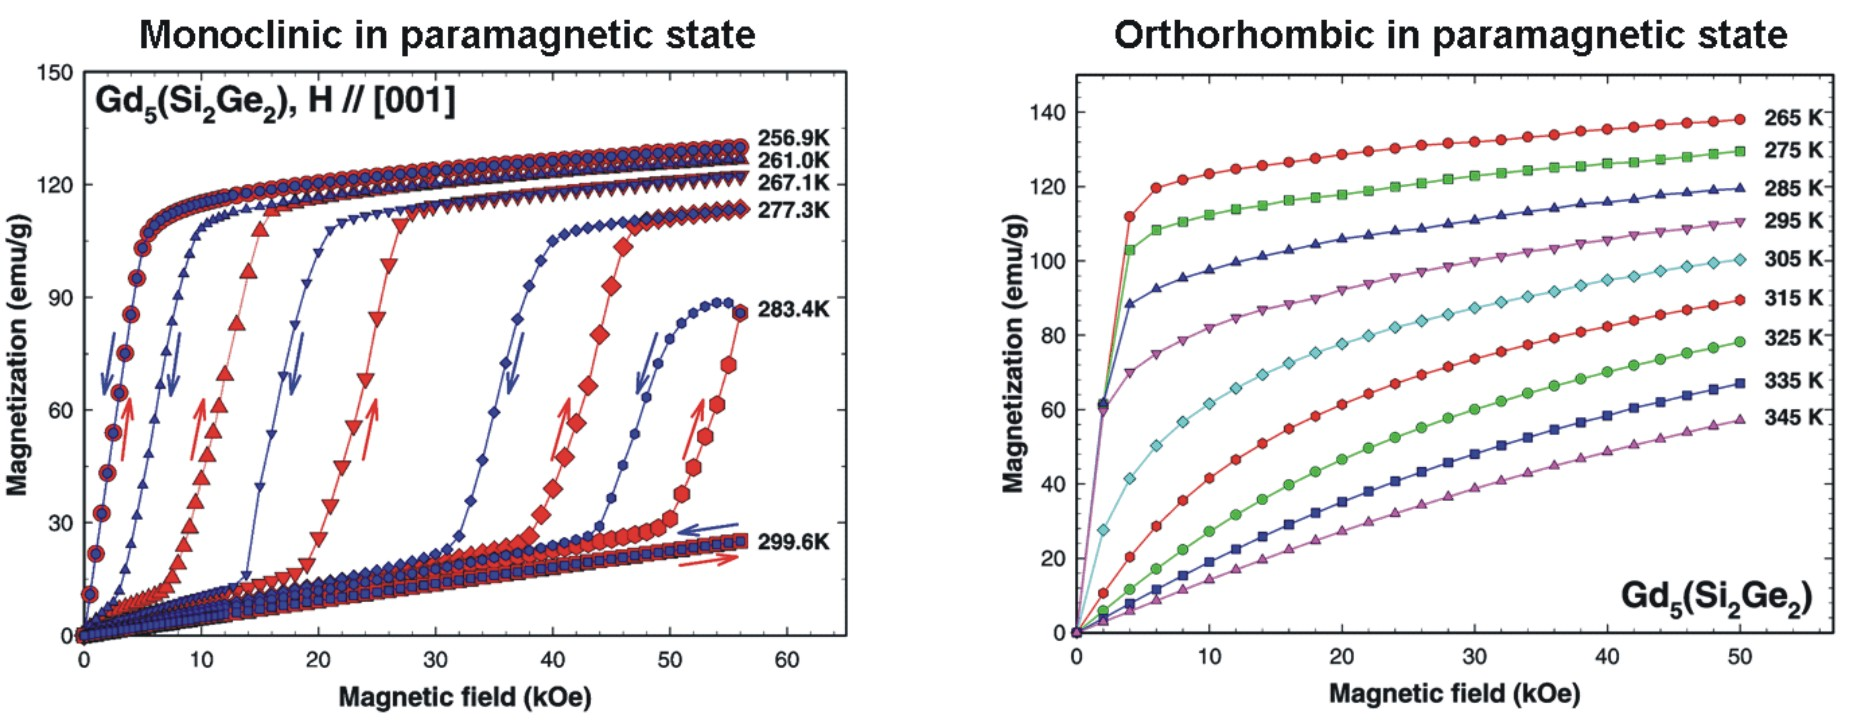 Monoclinic in paramagnetic state
150
120
90
60
30
0
Magnetization (emu/g)
Gd5(Si2Ge2), H // [001]
256.9K
261.0K
267.1K
277.3K
283.4K
299.6K
0 10 20 30 40 50 60
Magnetic field (kOe)
Orthorhombic in paramagnetic state
140
120
100
80
60
40
20
0
Magnetization (emu/g)
265 K
275 K
285 K
295 K
305 K
315 K
325 K
335 K
345 K
Gd5(Si2Ge2)
0 10 20 30 40 50
Magnetic field (kOe)